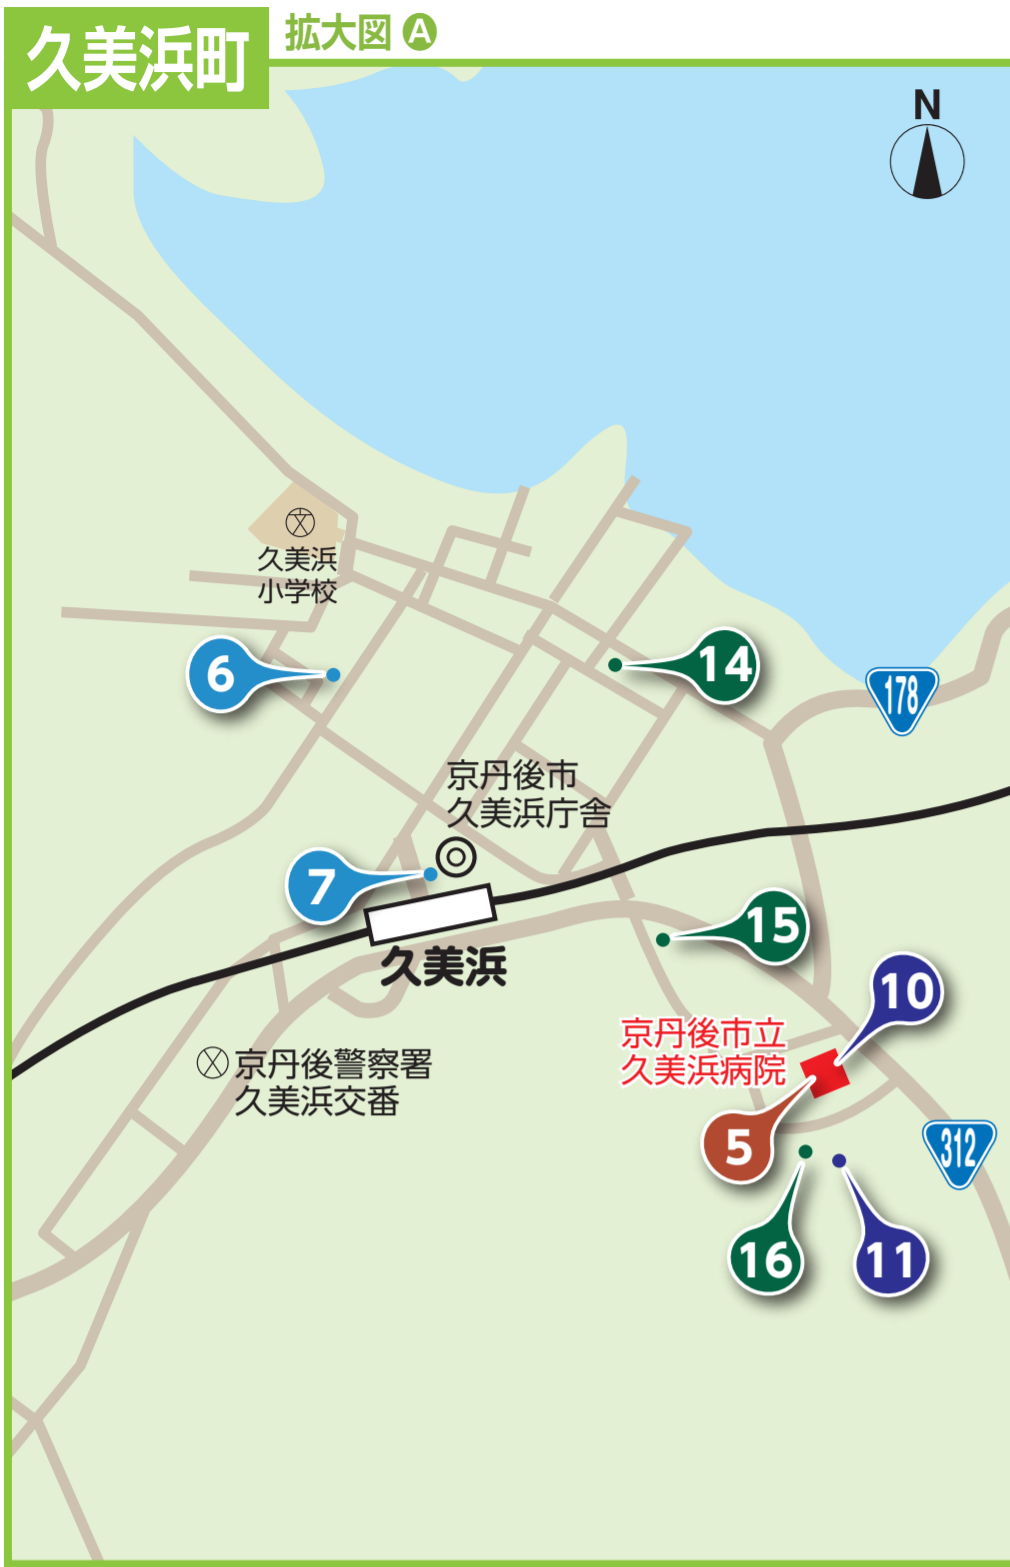 久美浜町
拡大図 A
N
久美浜
小学校
6
14
178
京丹後市
久美浜庁舎
7
15
久美浜
10
京丹後市立
久美浜病院
京丹後警察署
久美浜交番
5
312
16
11